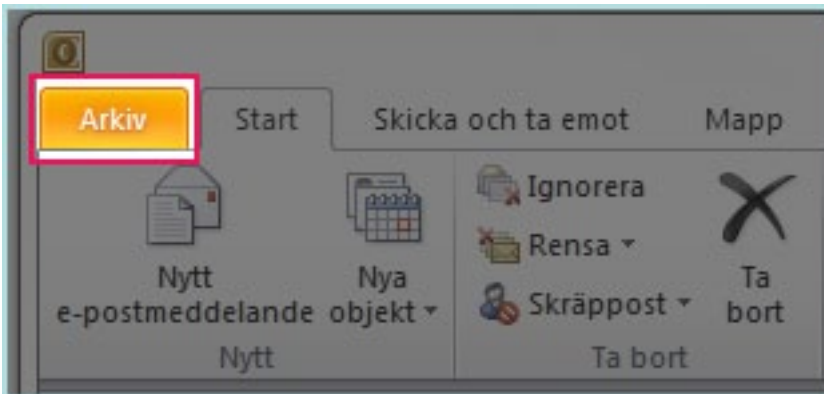 Arkiv Start Skicka och ta emot Mapp
Ignorera
Rensa
Nytt
e-postmeddelande
Nya
objekt
Skräppost
Ta
bort
Nytt Ta bort